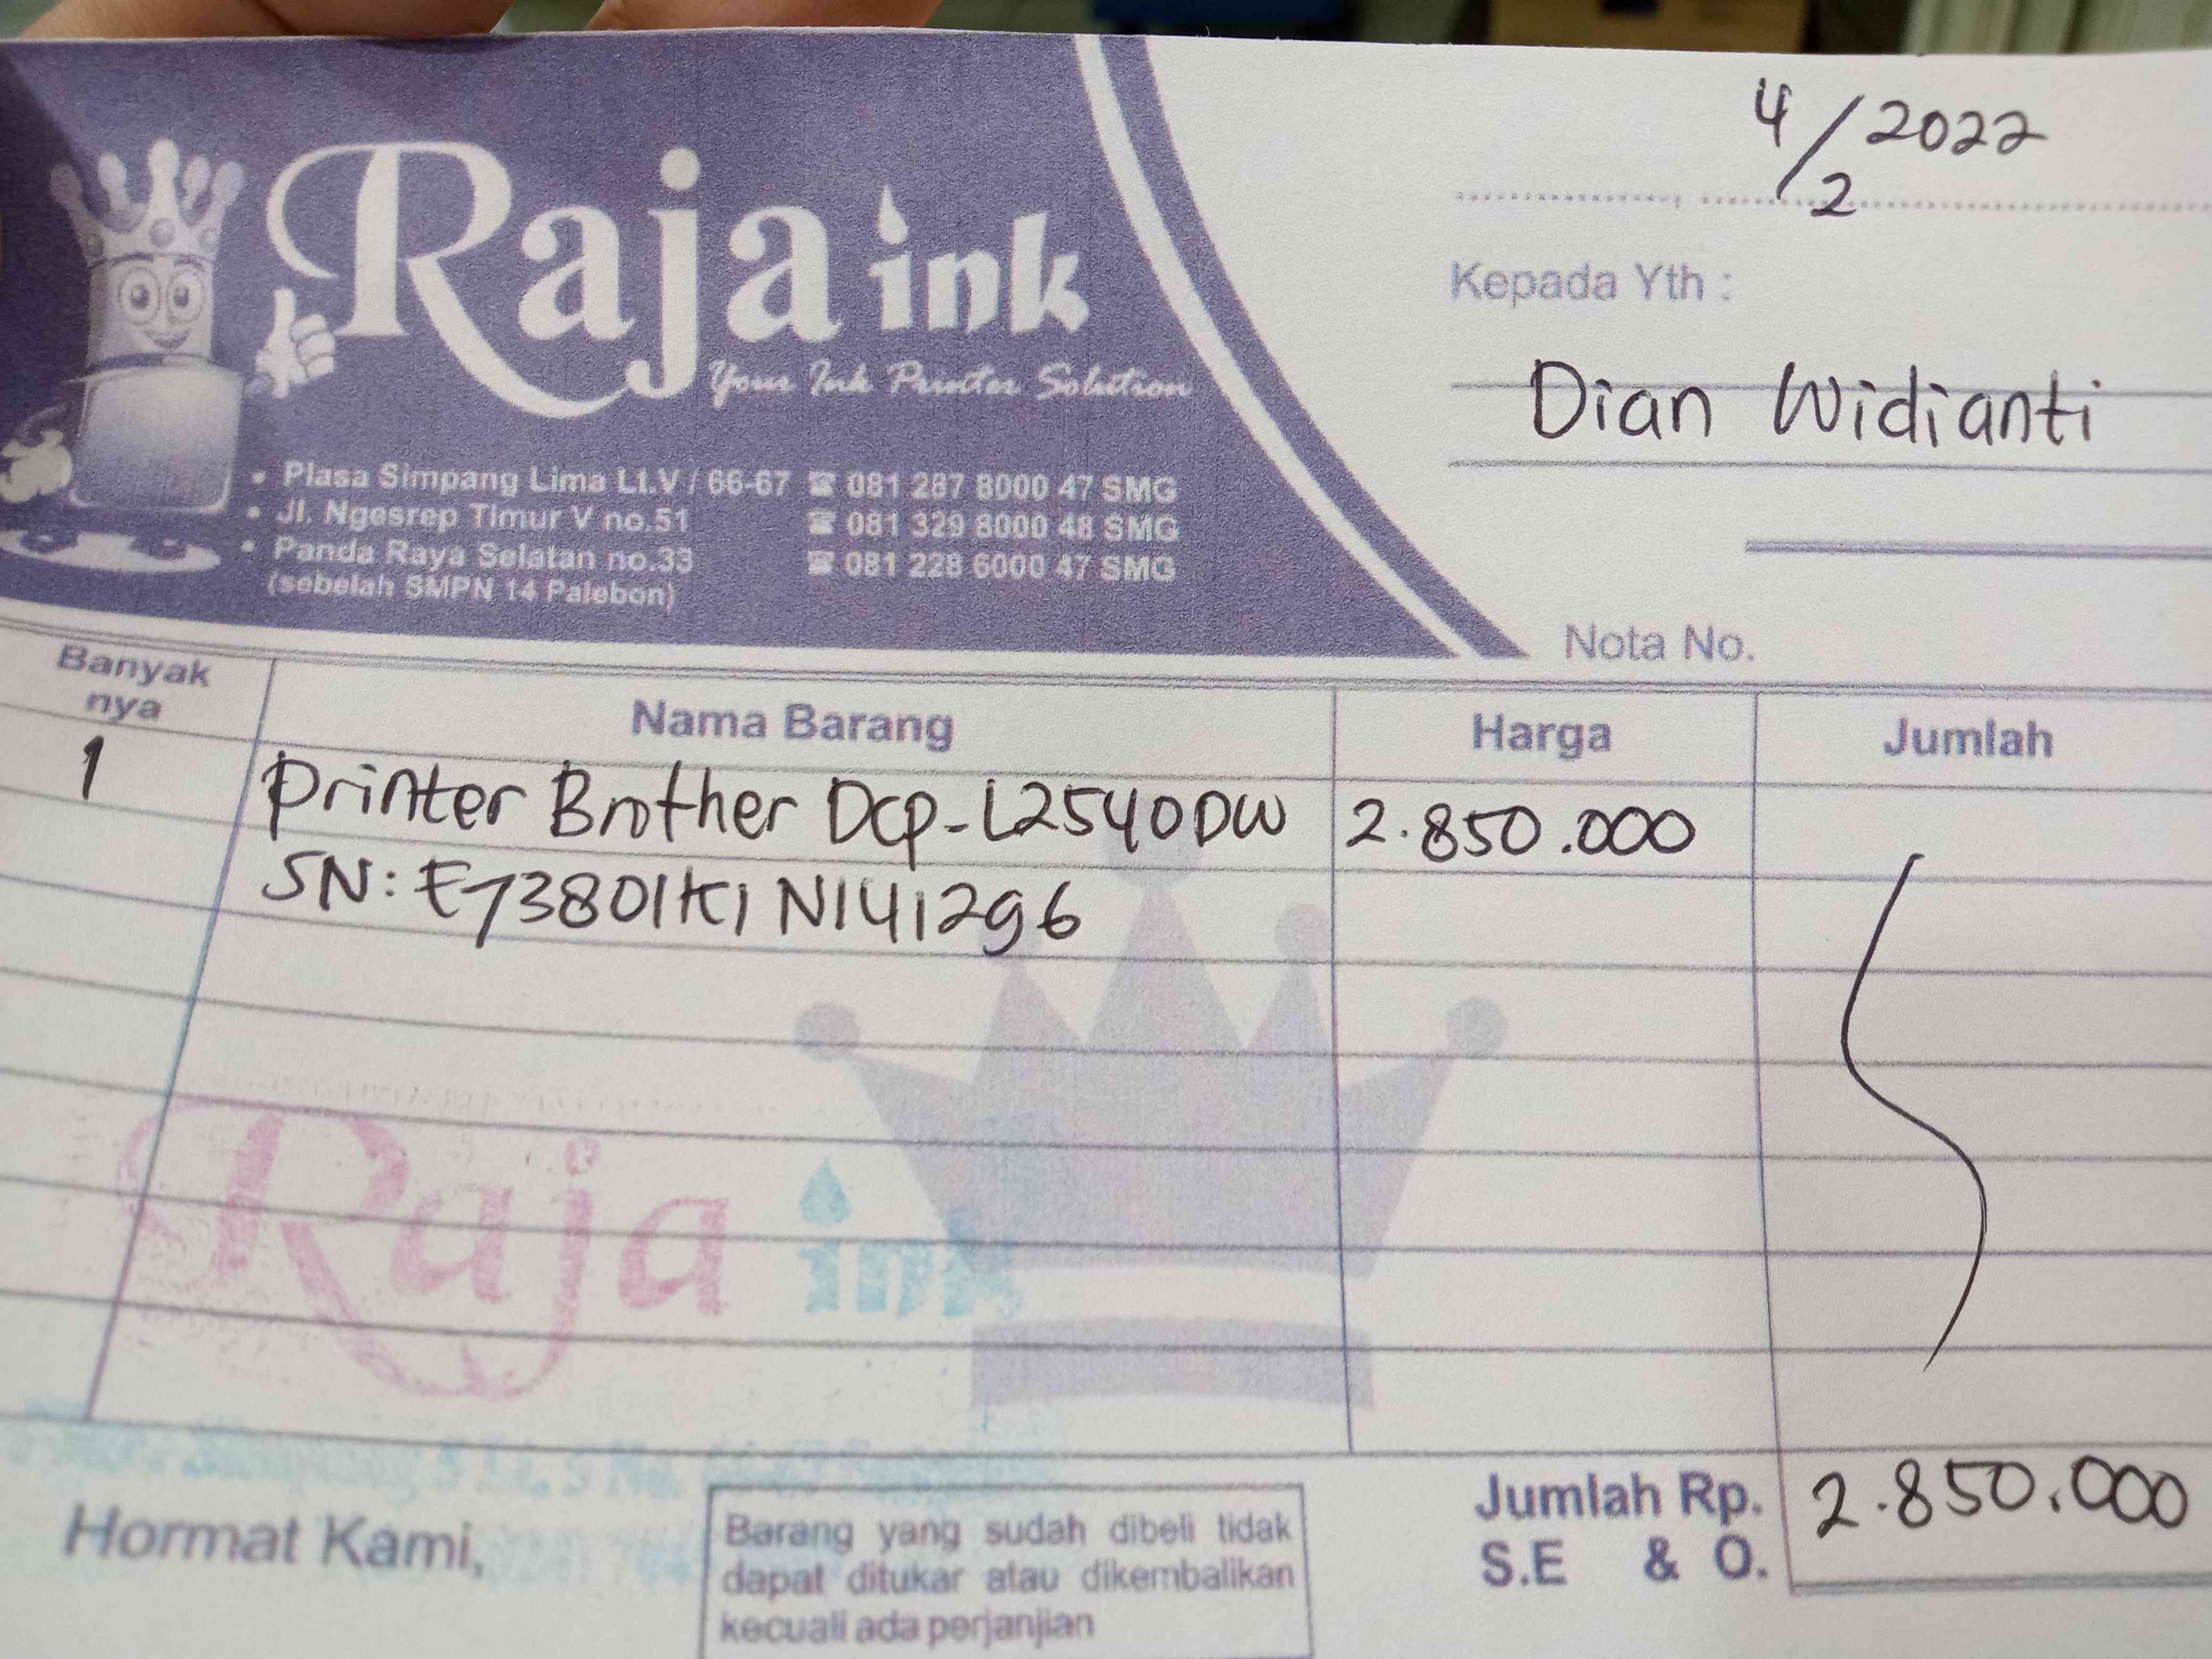 Raja ink
Your Ink Printer Solution
• Plasa Simpang Lima Lt.V / 66-67 ☎ 081 287 8000 47 SMG
• Jl. Ngesrep Timur V no.51 ☎ 081 329 8000 48 SMG
• Panda Raya Selatan no.33 ☎ 081 228 6000 47 SMG
(sebelah SMPN 14 Palebon)
4/2 2022
Kepada Yth :
Dian Widianti
Nota No.
Banyak nya Nama Barang Harga Jumlah
1 Printer Brother Dcp-L2540DW 2.850.000
SN: E73801K1N141296
Raja ink
Jumlah Rp. 2.850.000
S.E & O.
Hormat Kami,
Barang yang sudah dibeli tidak
dapat ditukar atau dikembalikan
kecuali ada perjanjian